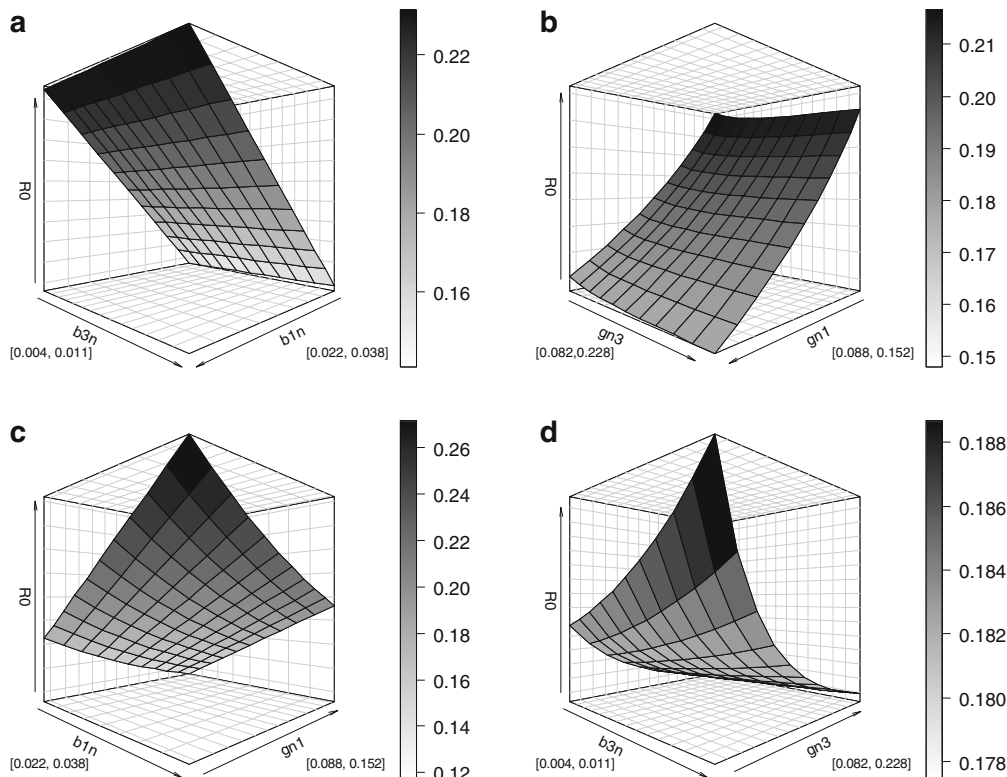 a
R0
b3n
[0.004, 0.011]
b1n
[0.022, 0.038]
0.22
0.20
0.18
0.16
b
R0
gn3
[0.082,0.228]
gn1
[0.088, 0.152]
0.21
0.20
0.19
0.18
0.17
0.16
0.15
c
R0
b1n
[0.022, 0.038]
gn1
[0.088, 0.152]
0.26
0.24
0.22
0.20
0.18
0.16
0.14
0.12
d
R0
b3n
[0.004, 0.011]
gn3
[0.082, 0.228]
0.188
0.186
0.184
0.182
0.180
0.178